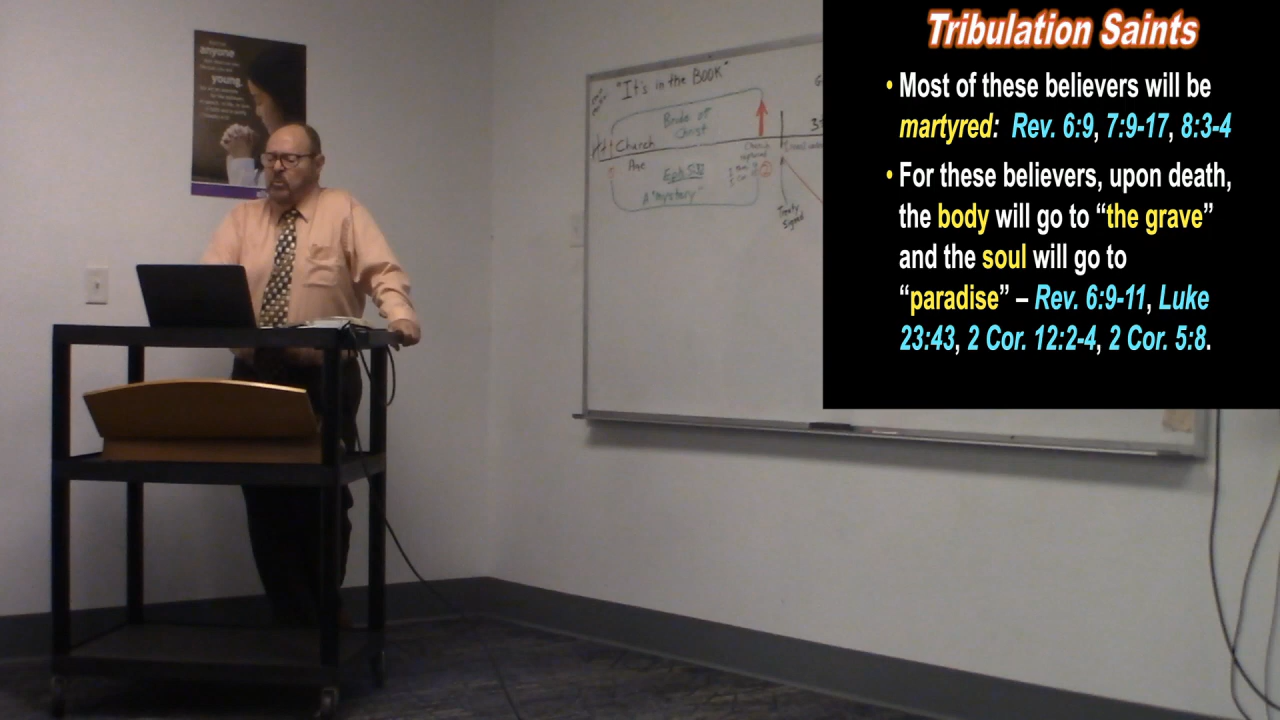 anyone
young,
"It's in the BOOK"
Bride of
Christ
Church
Age
Eph 5:32
A "mystery"
Church
Treaty
Signed
Tribulation Saints
• Most of these believers will be
martyred: Rev. 6:9, 7:9-17, 8:3-4
• For these believers, upon death,
the body will go to “the grave”
and the soul will go to
“paradise” – Rev. 6:9-11, Luke
23:43, 2 Cor. 12:2-4, 2 Cor. 5:8.